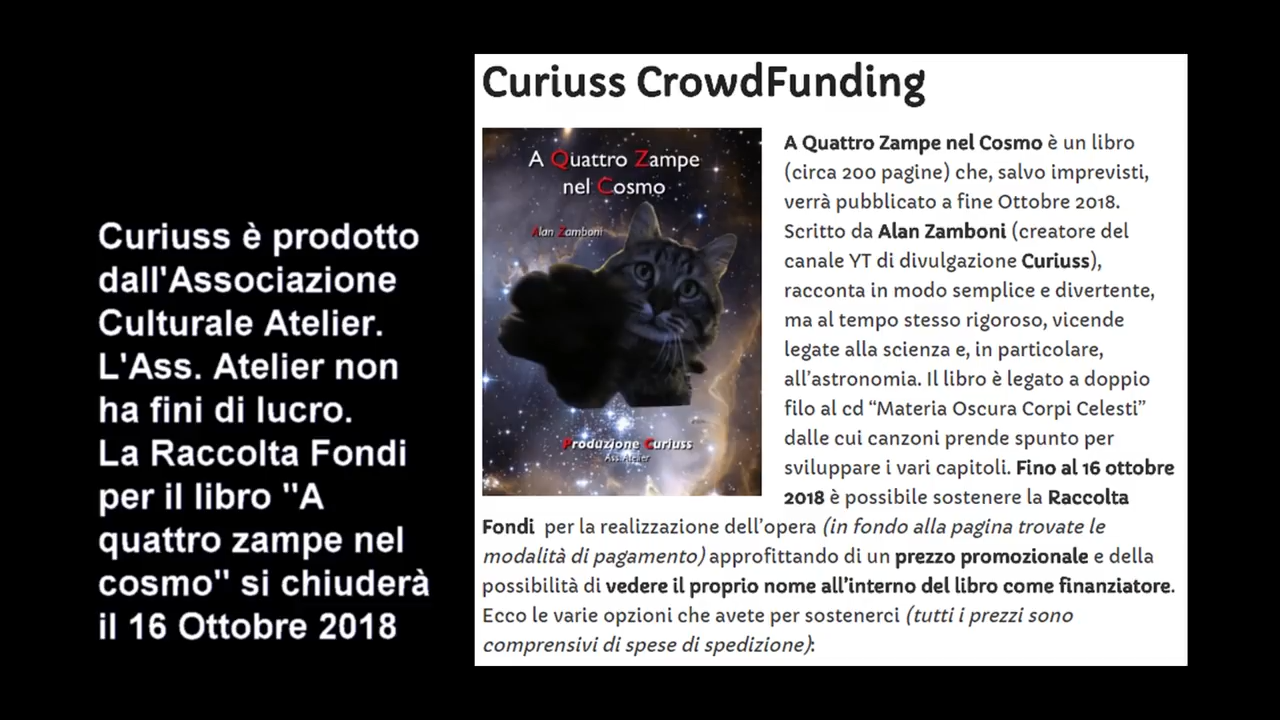 Curiuss è prodotto
dall'Associazione
Culturale Atelier.
L'Ass. Atelier non
ha fini di lucro.
La Raccolta Fondi
per il libro "A
quattro zampe nel
cosmo" si chiuderà
il 16 Ottobre 2018
Curiuss CrowdFunding
A Quattro Zampe
nel Cosmo
Alan Zamboni
Produzione Curiuss
Ass. Atelier
A Quattro Zampe nel Cosmo è un libro
(circa 200 pagine) che, salvo imprevisti,
verrà pubblicato a fine Ottobre 2018.
Scritto da Alan Zamboni (creatore del
canale YT di divulgazione Curiuss),
racconta in modo semplice e divertente,
ma al tempo stesso rigoroso, vicende
legate alla scienza e, in particolare,
all'astronomia. Il libro è legato a doppio
filo al cd “Materia Oscura Corpi Celesti”
dalle cui canzoni prende spunto per
sviluppare i vari capitoli. Fino al 16 ottobre
2018 è possibile sostenere la Raccolta
Fondi per la realizzazione dell'opera (in fondo alla pagina trovate le
modalità di pagamento) approfittando di un prezzo promozionale e della
possibilità di vedere il proprio nome all'interno del libro come finanziatore.
Ecco le varie opzioni che avete per sostenerci (tutti i prezzi sono
comprensivi di spese di spedizione):